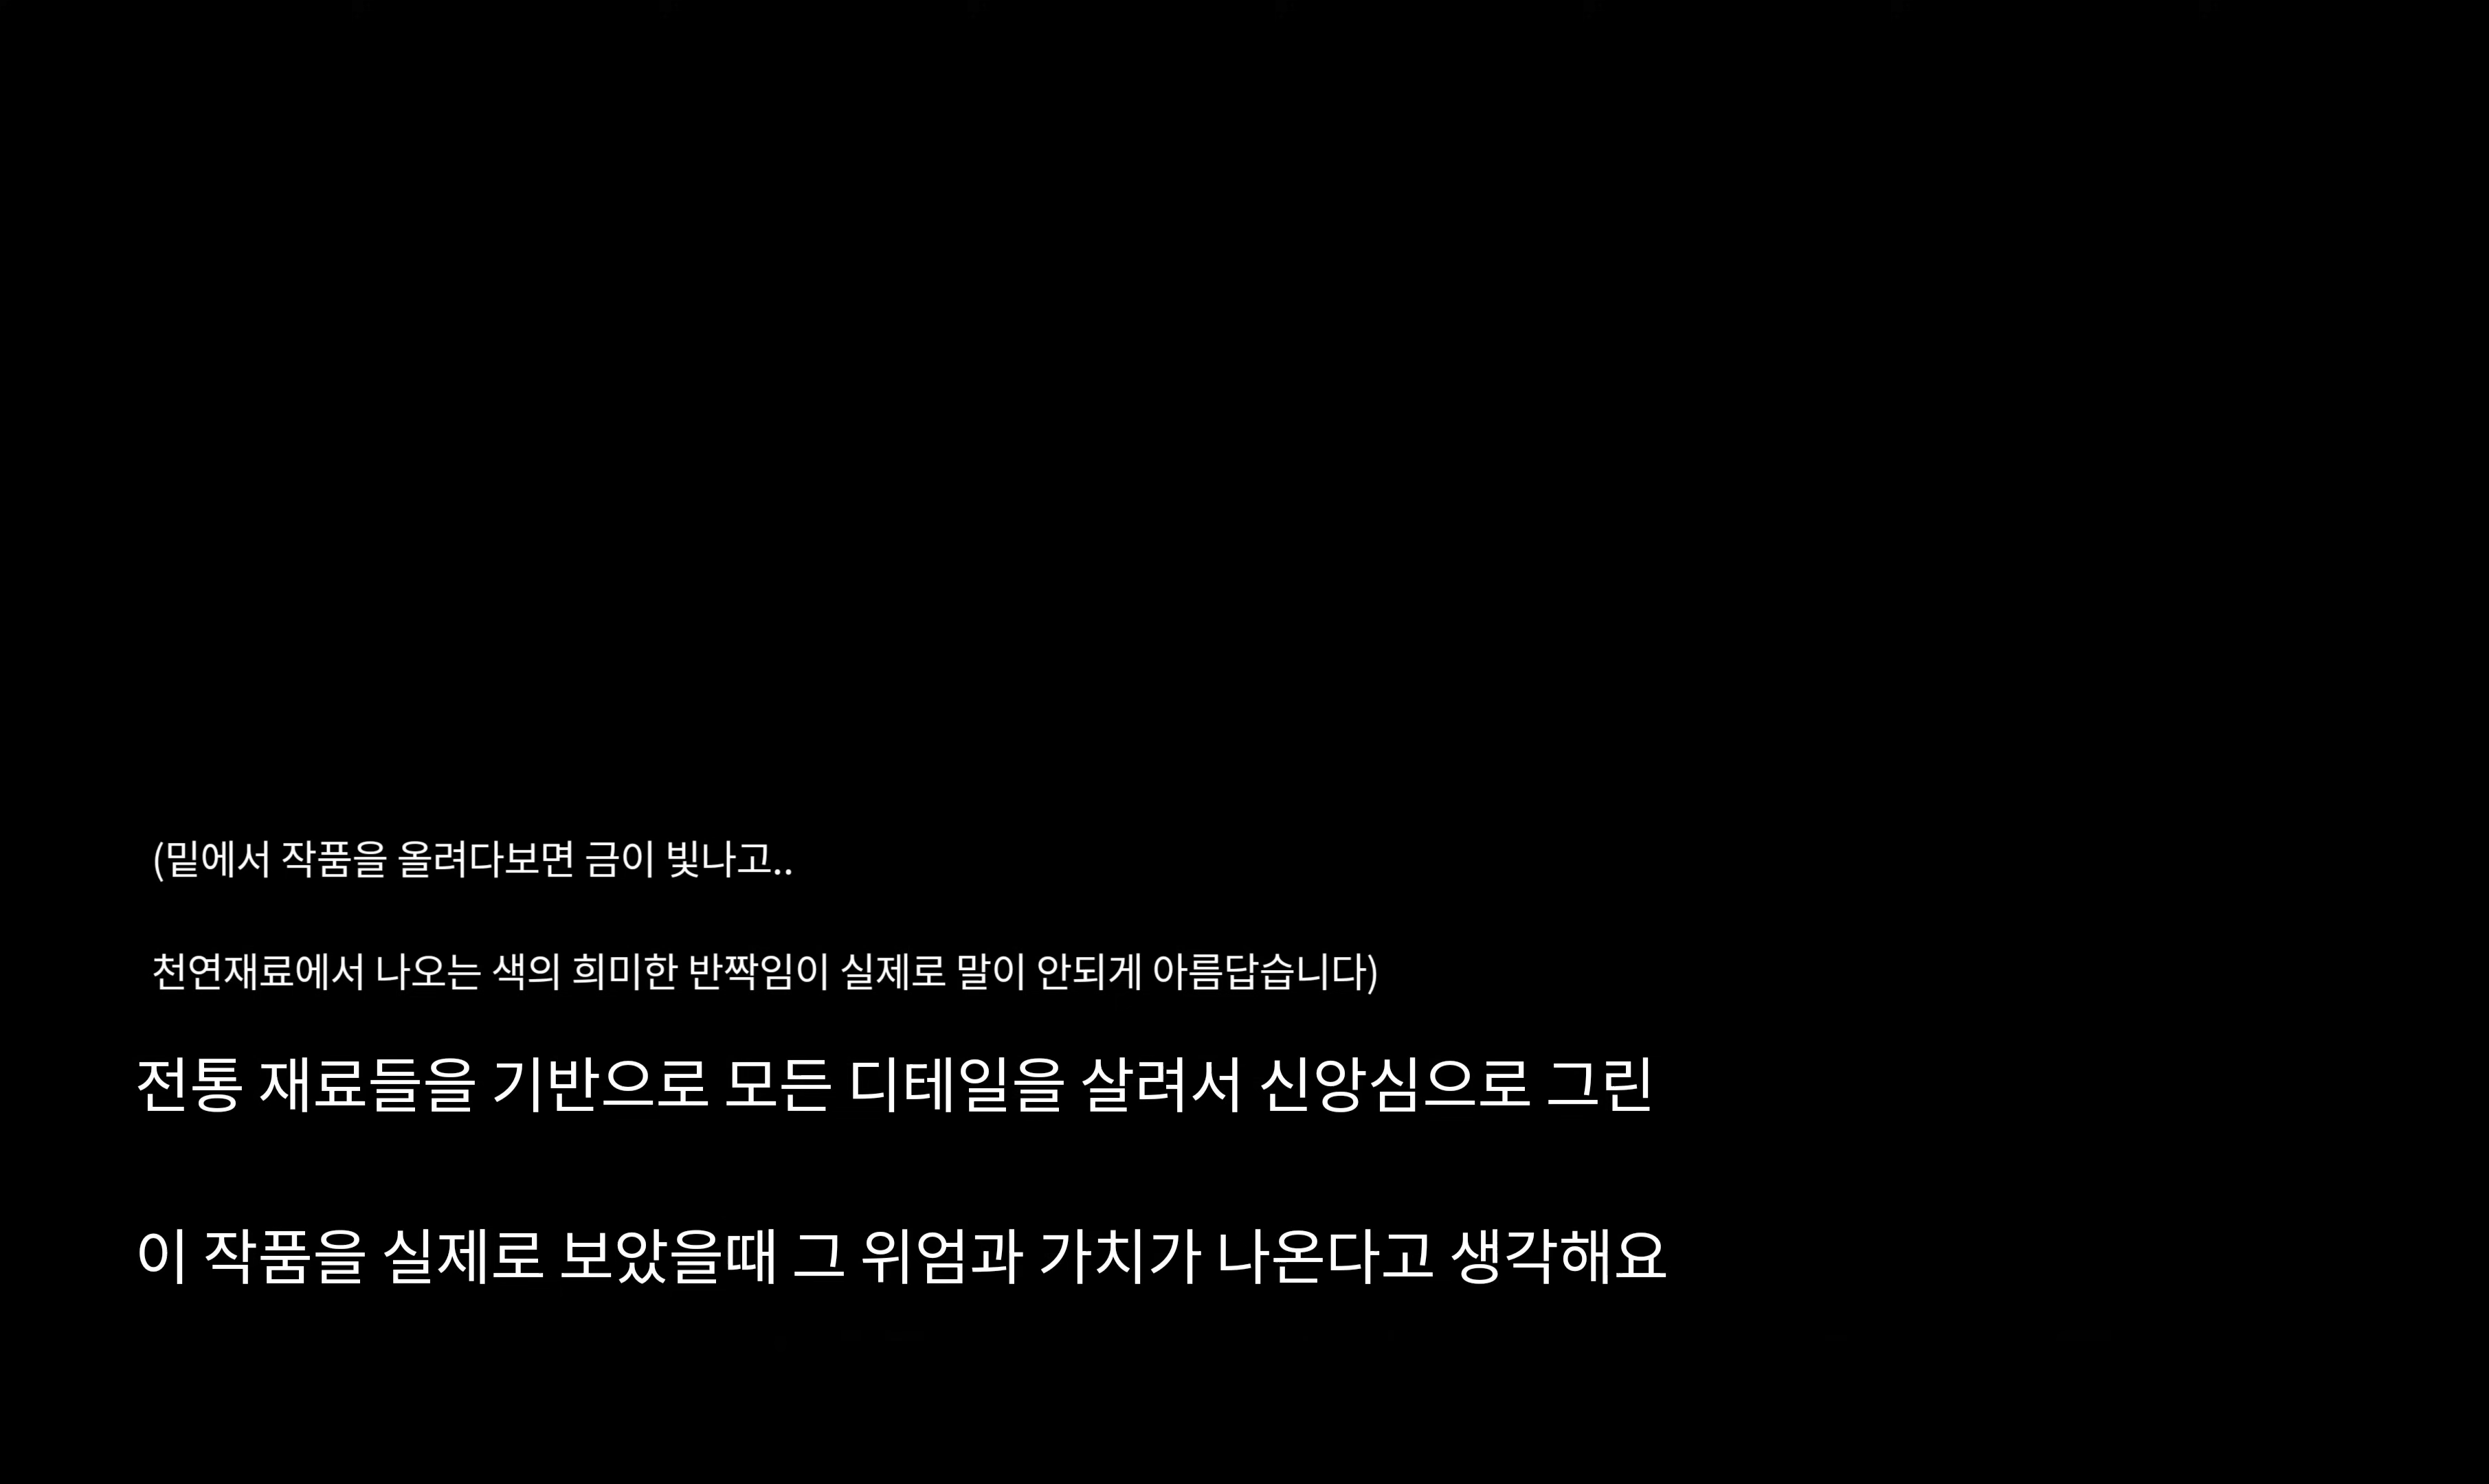 (밑에서 작품을 올려다보면 금이 빛나고..
천연재료에서 나오는 색의 희미한 반짝임이 실제로 말이 안되게 아름답습니다)
전통 재료들을 기반으로 모든 디테일을 살려서 신앙심으로 그린
이 작품을 실제로 보았을때 그 위엄과 가치가 나온다고 생각해요